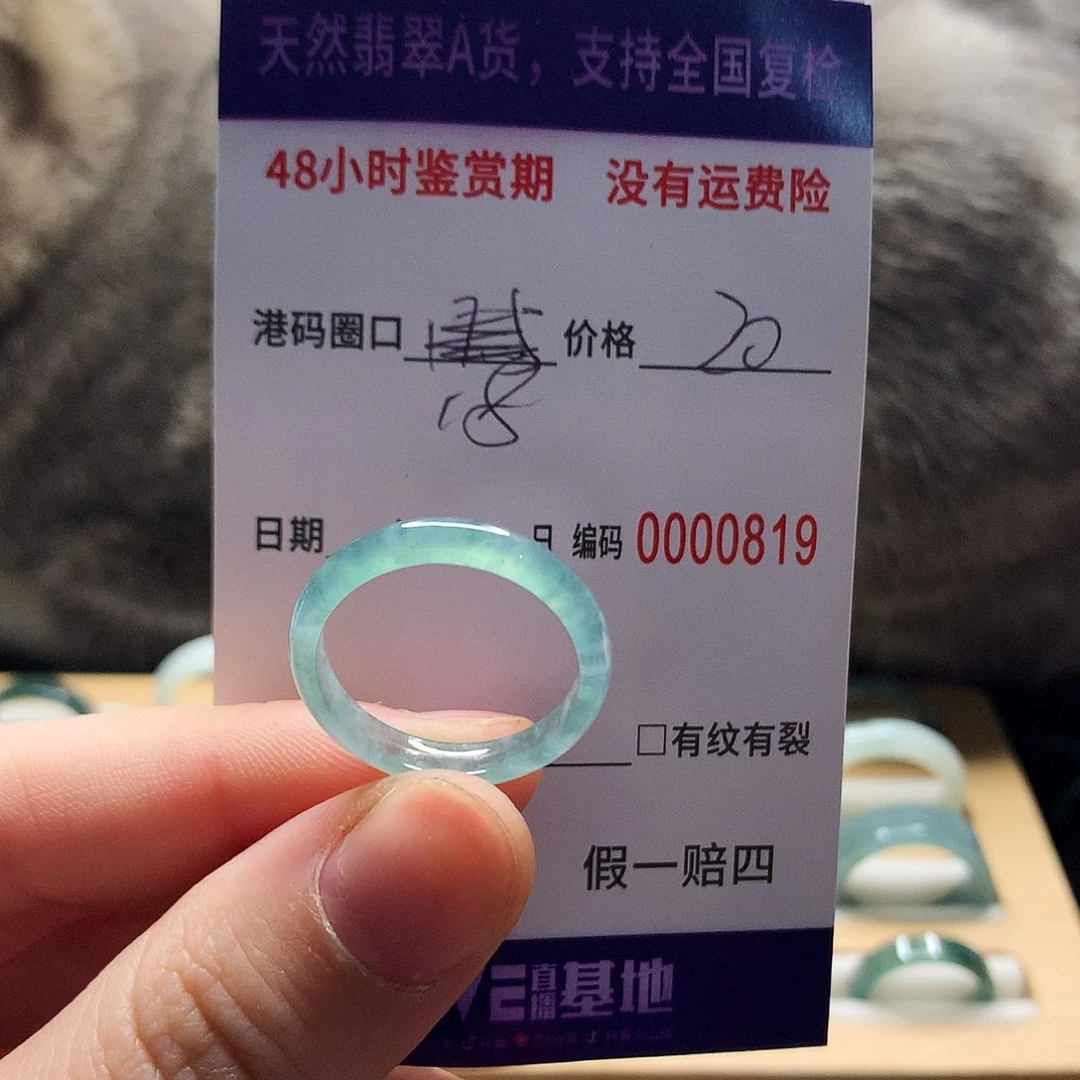 天然翡翠A货，支持全国复检
48小时鉴赏期 没有运费险
港码圈口 价格 20
18
日期 日 编码 0000819
□有纹有裂
假一赔四
VE直播基地